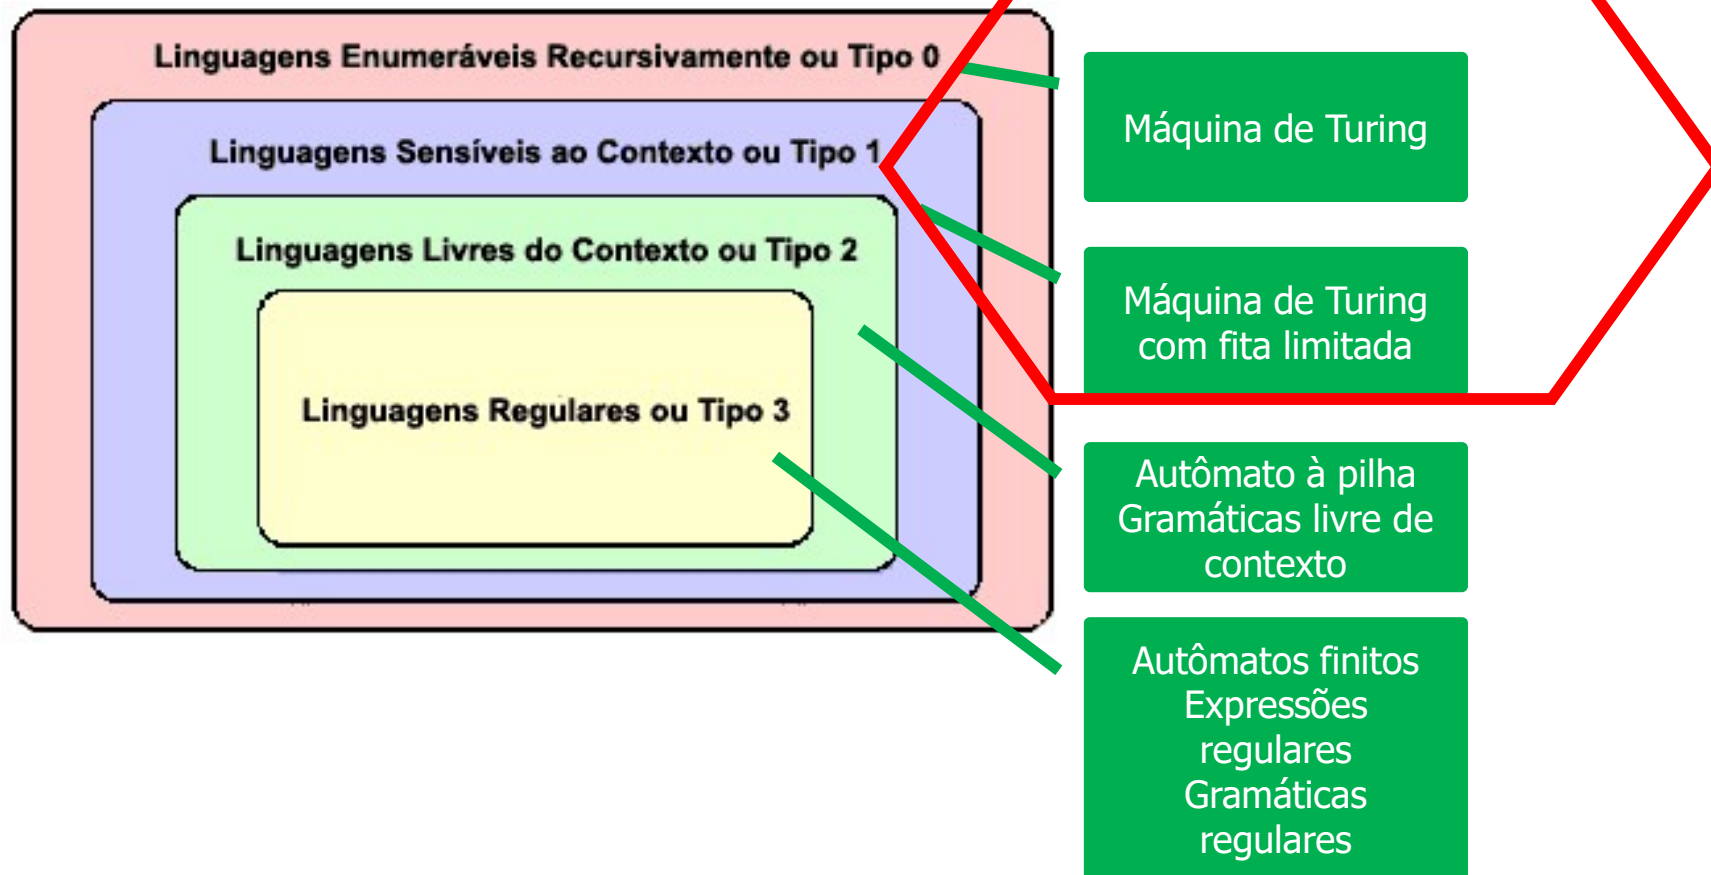 Linguagens Enumeráveis Recursivamente ou Tipo 0
Linguagens Sensíveis ao Contexto ou Tipo 1
Linguagens Livres do Contexto ou Tipo 2
Linguagens Regulares ou Tipo 3
Máquina de Turing
Máquina de Turing
com fita limitada
Autômato à pilha
Gramáticas livre de
contexto
Autômatos finitos
Expressões
regulares
Gramáticas
regulares